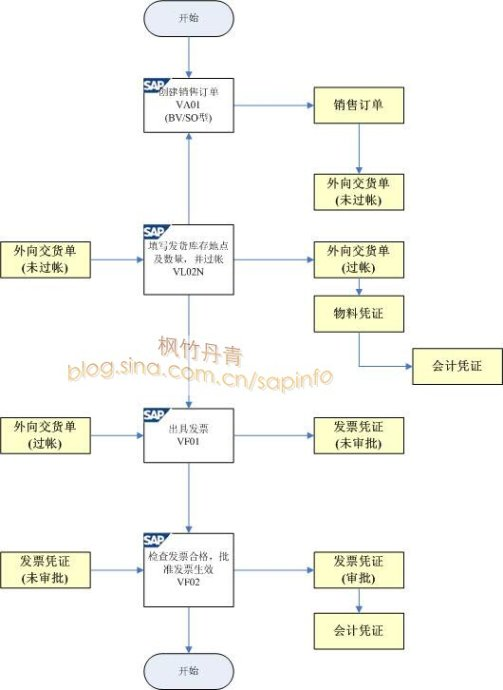 开始
SAP
创建销售订单
VA01
(BV/SO型)
销售订单
外向交货单
(未过帐)
外向交货单
(未过帐)
SAP
填写发货库存地点
及数量，并过帐
VL02N
外向交货单
(过帐)
物料凭证
会计凭证
枫竹丹青
blog.sina.com.cn/sapinfo
外向交货单
(过帐)
SAP
出具发票
VF01
发票凭证
(未审批)
发票凭证
(未审批)
SAP
检查发票合格，批
准发票生效
VF02
发票凭证
(审批)
会计凭证
开始